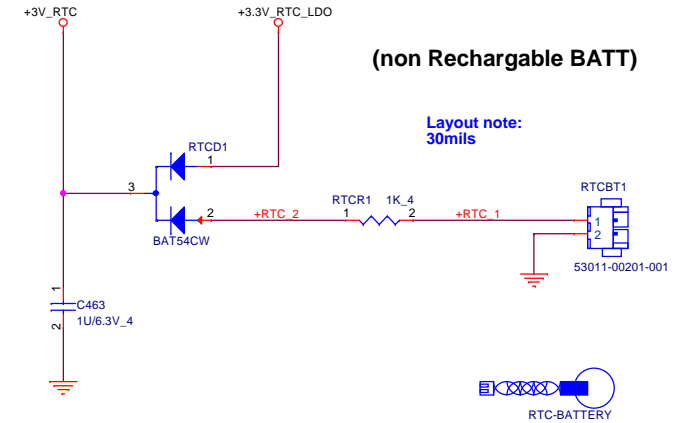 +3V_RTC
+3.3V_RTC_LDO
(non Rechargable BATT)
Layout note:
30mils
RTCD1
1
3
2
BAT54CW
+RTC_2
RTCR1
1K_4
1
2
+RTC_1
RTCBT1
1
2
53011-00201-001
1
C463
1U/6.3V_4
2
RTC-BATTERY